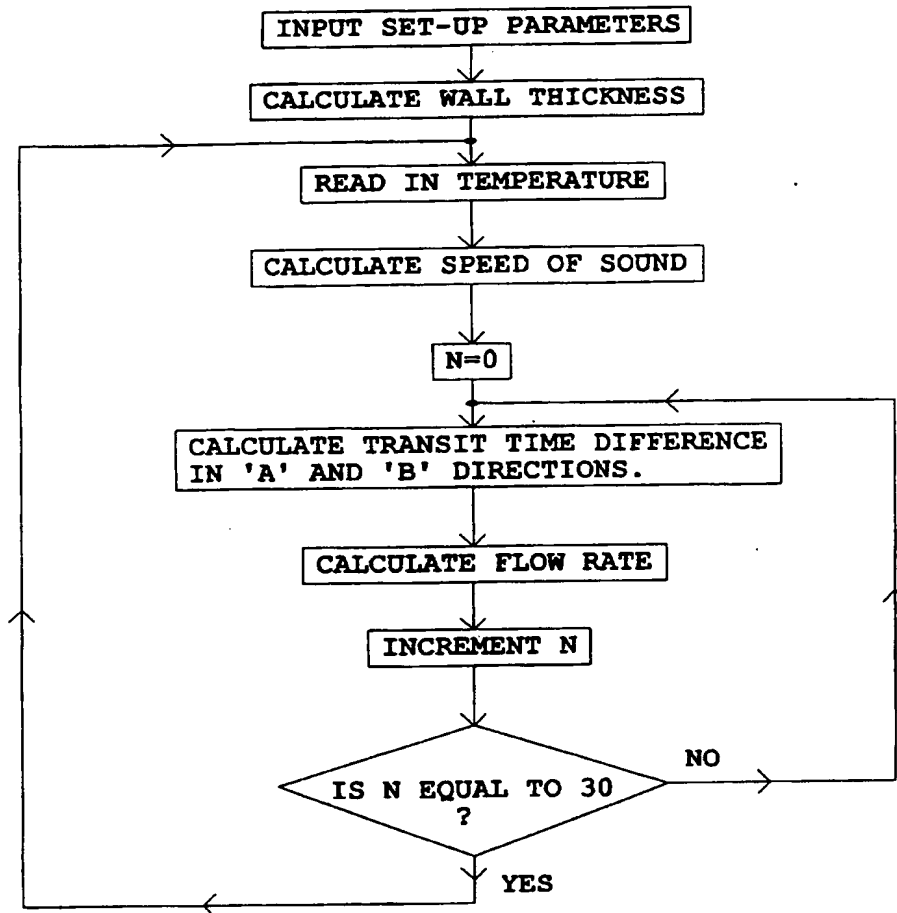 INPUT SET-UP PARAMETERS
CALCULATE WALL THICKNESS
READ IN TEMPERATURE
CALCULATE SPEED OF SOUND
N=0
CALCULATE TRANSIT TIME DIFFERENCE
IN 'A' AND 'B' DIRECTIONS.
CALCULATE FLOW RATE
INCREMENT N
NO
IS N EQUAL TO 30
?
YES